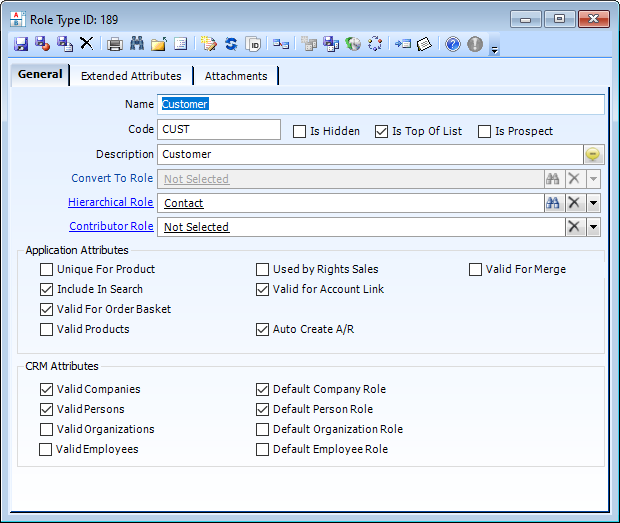 Role Type ID: 189
General Extended Attributes Attachments
Name Customer
Code CUST Is Hidden Is Top Of List Is Prospect
Description Customer
Convert To Role Not Selected
Hierarchical Role Contact
Contributor Role Not Selected
Application Attributes
Unique For Product Used by Rights Sales Valid For Merge
Include In Search Valid for Account Link
Valid For Order Basket
Valid Products Auto Create A/R
CRM Attributes
Valid Companies Default Company Role
Valid Persons Default Person Role
Valid Organizations Default Organization Role
Valid Employees Default Employee Role